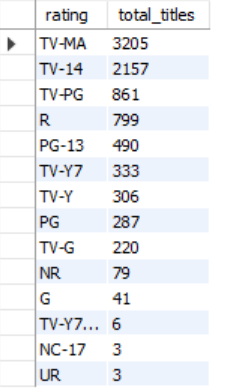 rating total_titles
TV-MA 3205
TV-14 2157
TV-PG 861
R 799
PG-13 490
TV-Y7 333
TV-Y 306
PG 287
TV-G 220
NR 79
G 41
TV-Y7... 6
NC-17 3
UR 3